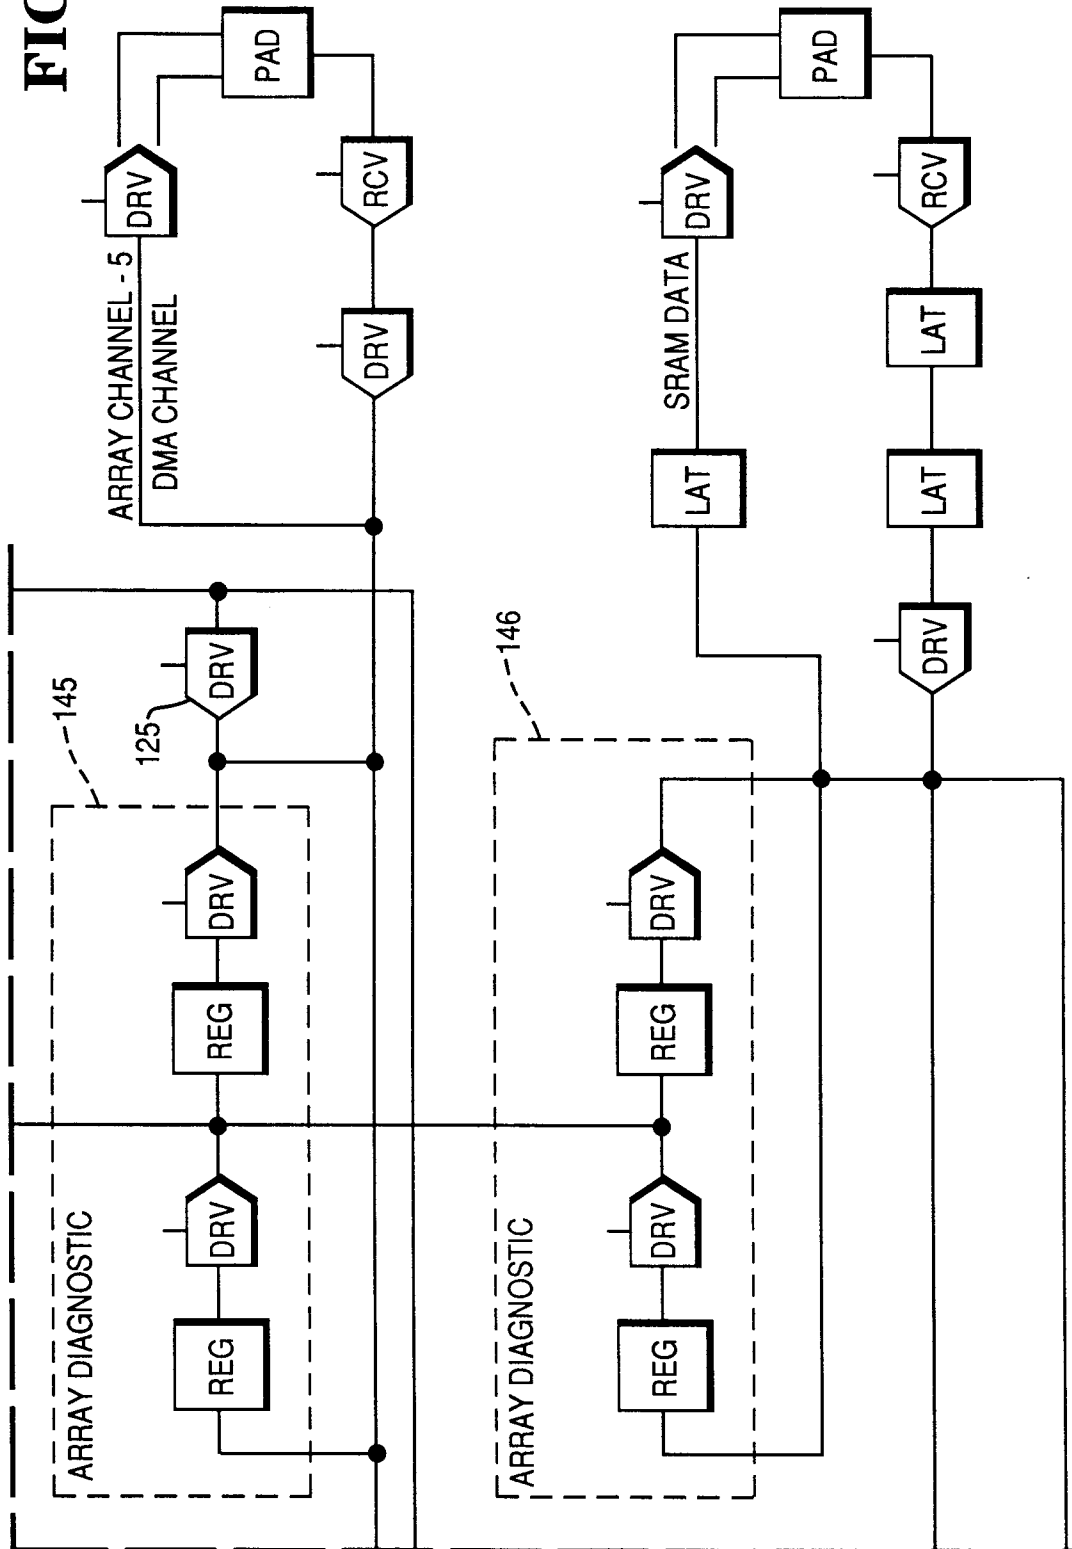 FIG
ARRAY DIAGNOSTIC
REG
DRV
REG
DRV
145
125
DRV
ARRAY CHANNEL - 5
DMA CHANNEL
DRV
PAD
DRV
RCV
ARRAY DIAGNOSTIC
REG
DRV
REG
DRV
146
LAT
SRAM DATA
DRV
PAD
DRV
LAT
LAT
RCV